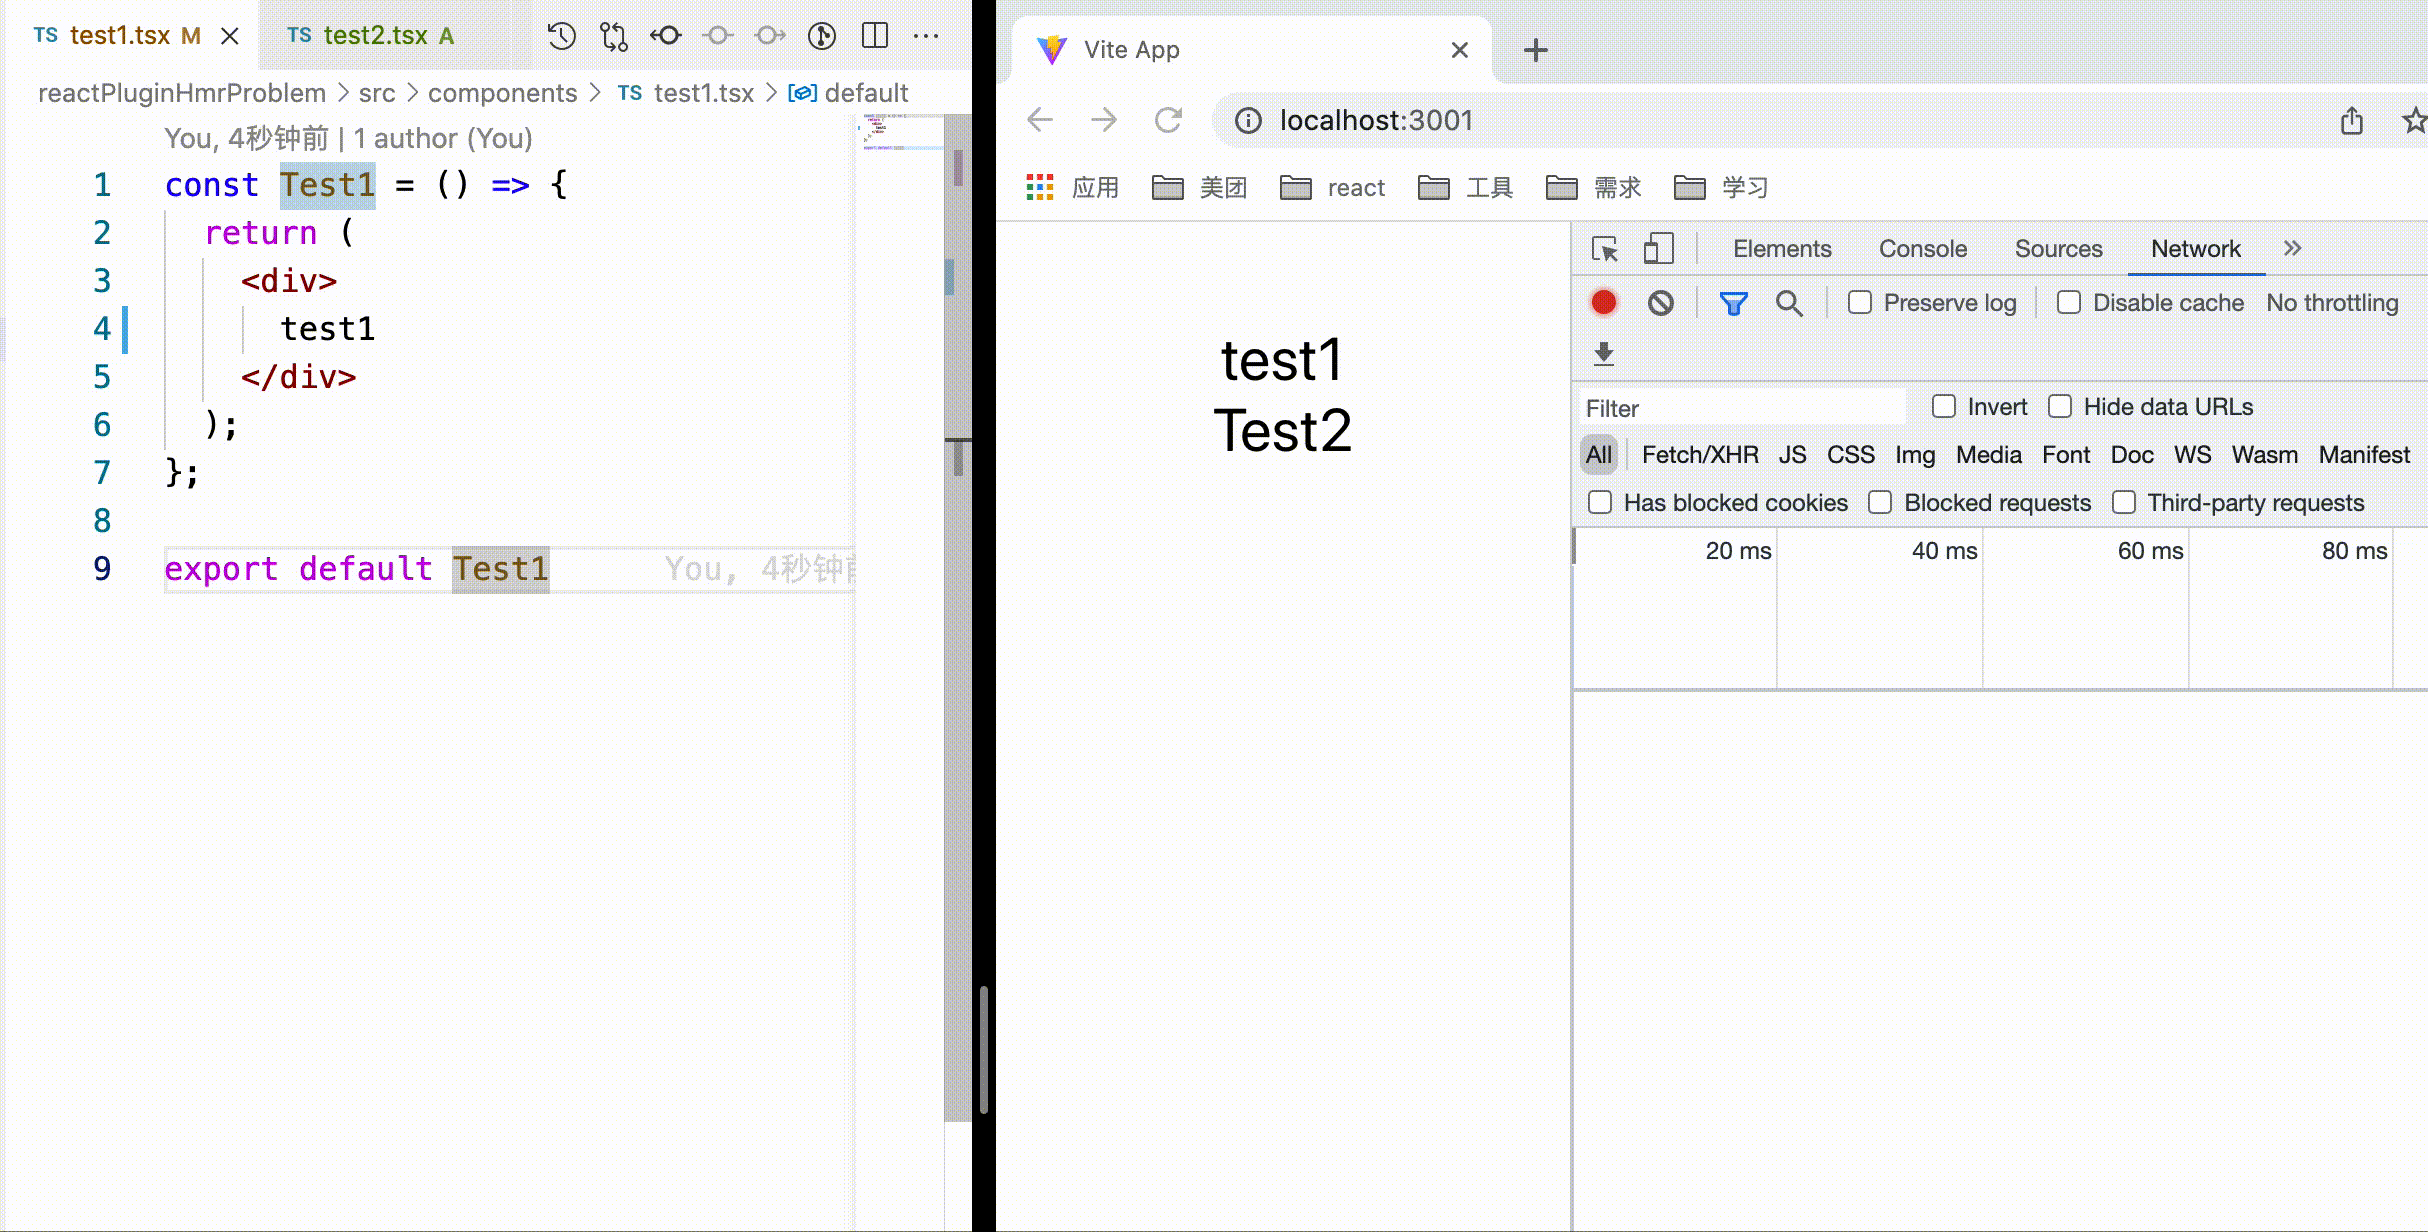 TS test1.tsx M
TS test2.tsx A
reactPluginHmrProblem > src > components > TS test1.tsx > default
You, 4秒钟前 | 1 author (You)
1 const Test1 = () => {
2 return (
3 <div>
4 test1
5 </div>
6 );
7 };
8
9 export default Test1 You, 4秒钟前
Vite App
localhost:3001
应用 美团 react 工具 需求 学习
test1
Test2
Elements Console Sources Network
Preserve log Disable cache No throttling
Filter Invert Hide data URLs
All Fetch/XHR JS CSS Img Media Font Doc WS Wasm Manifest
Has blocked cookies Blocked requests Third-party requests
20 ms 40 ms 60 ms 80 ms